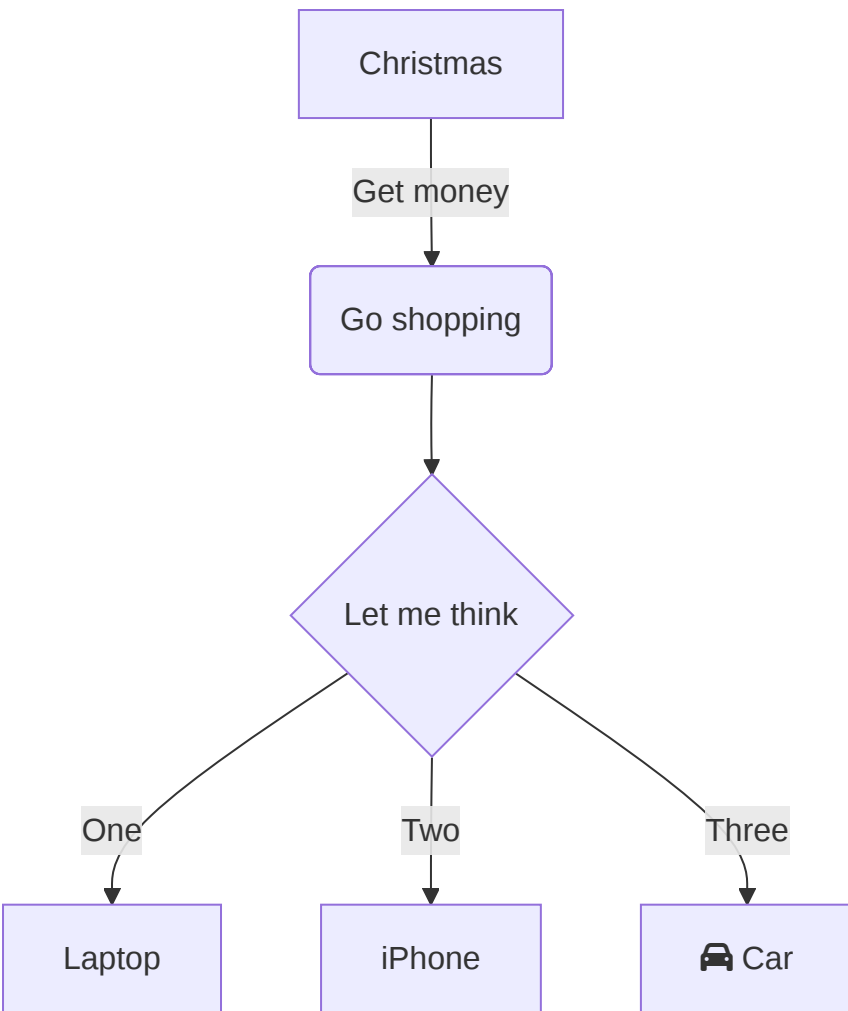 Christmas
Get money
Go shopping
Let me think
One
Two
Three
Laptop
iPhone
Car